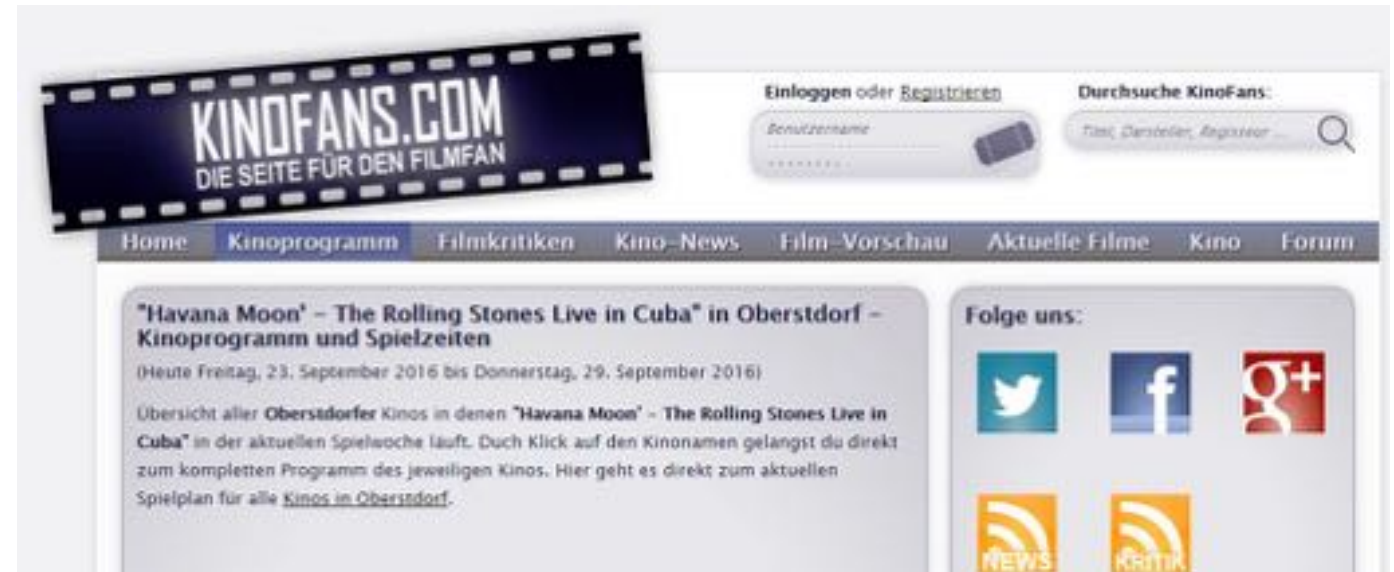 KINOFANS.COM
DIE SEITE FÜR DEN FILMFAN
Einloggen oder Registrieren
Benutzername
........
Durchsuche KinoFans:
Titel, Darsteller, Regisseur ...
Home Kinoprogramm Filmkritiken Kino-News Film-Vorschau Aktuelle Filme Kino Forum
"Havana Moon' – The Rolling Stones Live in Cuba" in Oberstdorf –
Kinoprogramm und Spielzeiten
(Heute Freitag, 23. September 2016 bis Donnerstag, 29. September 2016)
Übersicht aller Oberstdorfer Kinos in denen "Havana Moon' – The Rolling Stones Live in
Cuba" in der aktuellen Spielwoche läuft. Duch Klick auf den Kinonamen gelangst du direkt
zum kompletten Programm des jeweiligen Kinos. Hier geht es direkt zum aktuellen
Spielplan für alle Kinos in Oberstdorf.
Folge uns:
f
g+
NEWS
KRITIK